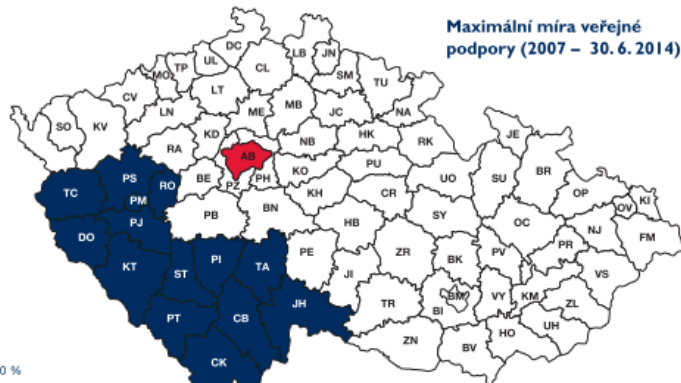 Maximální míra veřejné
podpory (2007 – 30. 6. 2014)
DC
LB
JN
UL
TP
MO
CL
SM
TU
CV
LT
MB
LN
ME
JC
NA
SO
KV
KD
NB
HK
RK
JE
RA
AB
PU
BR
TC
PS
RO
BE
PZ
PH
KO
UO
SU
OP
KI
PM
KH
CR
OV
PJ
PB
BN
HB
SY
OC
NJ
FM
DO
PR
KT
ST
PI
TA
PE
ZR
BK
PV
VS
JI
BM
PT
CB
JH
TR
BI
VY
KM
ZL
CK
ZN
BV
HO
UH
0 %